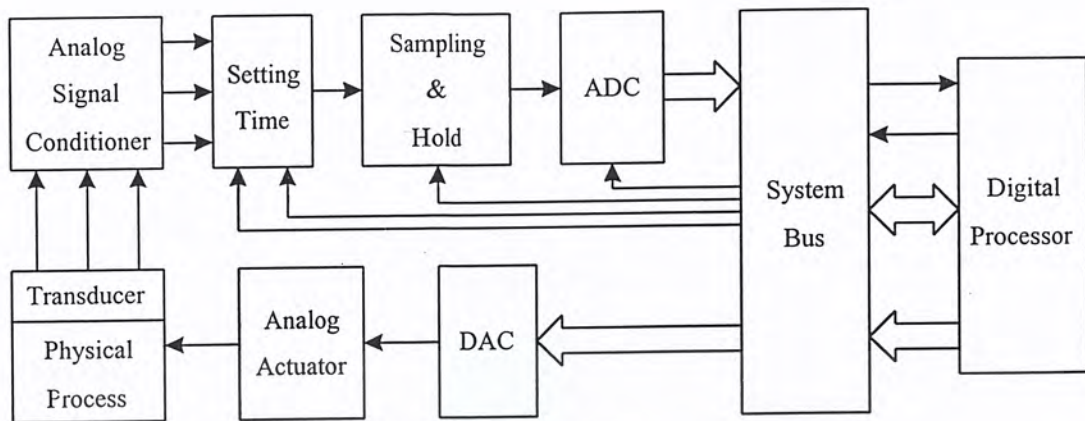 Analog
Signal
Conditioner
Setting
Time
Sampling
&
Hold
ADC
System
Bus
Digital
Processor
Transducer
Physical
Process
Analog
Actuator
DAC